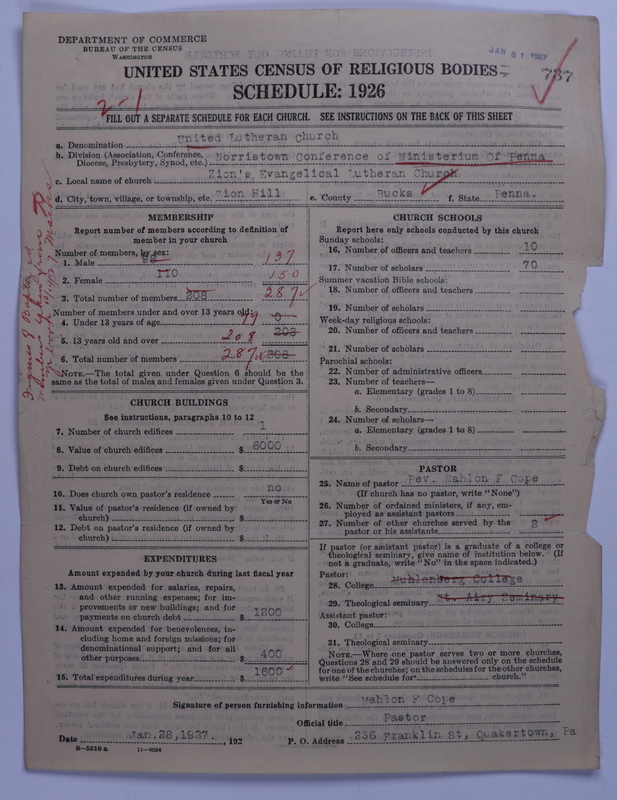 DEPARTMENT OF COMMERCE
BUREAU OF THE CENSUS
WASHINGTON
JAN 31 1927
UNITED STATES CENSUS OF RELIGIOUS BODIES
737
SCHEDULE: 1926
2-1
FILL OUT A SEPARATE SCHEDULE FOR EACH CHURCH. SEE INSTRUCTIONS ON THE BACK OF THIS SHEET
a. Denomination United Lutheran Church
b. Division (Association, Conference, Diocese, Presbytery, Synod, etc.) Norristown Conference of Ministerium Of Penna
c. Local name of church Zion's Evangelical Lutheran Church
d. City, town, village, or township, etc. Zion Hill e. County Bucks f. State Penna.
MEMBERSHIP
Report number of members according to definition of
member in your church
Number of members, by sex:
1. Male 137
2. Female 110 150
3. Total number of members 208 287
Number of members under and over 13 years old:
4. Under 13 years of age 79 0
5. 13 years old and over 208 208
6. Total number of members 287 208
NOTE.—The total given under Question 6 should be the
same as the total of males and females given under Question 3.
CHURCH BUILDINGS
See instructions, paragraphs 10 to 12
7. Number of church edifices 1
8. Value of church edifices $ 6000
9. Debt on church edifices $
10. Does church own pastor's residence no
Yes or No
11. Value of pastor's residence (if owned by
church) $
12. Debt on pastor's residence (if owned by
church) $
EXPENDITURES
Amount expended by your church during last fiscal year
13. Amount expended for salaries, repairs,
and other running expenses; for im-
provements or new buildings; and for
payments on church debt $ 1200
14. Amount expended for benevolences, in-
cluding home and foreign missions; for
denominational support; and for all
other purposes $ 400
15. Total expenditures during year $ 1600
CHURCH SCHOOLS
Report here only schools conducted by this church
Sunday schools:
16. Number of officers and teachers 10
17. Number of scholars 70
Summer vacation Bible schools:
18. Number of officers and teachers
19. Number of scholars
Week-day religious schools:
20. Number of officers and teachers
21. Number of scholars
Parochial schools:
22. Number of administrative officers
23. Number of teachers—
a. Elementary (grades 1 to 8)
b. Secondary
24. Number of scholars—
a. Elementary (grades 1 to 8)
b. Secondary
PASTOR
25. Name of pastor Rev. Mahlon F Cope
(If church has no pastor, write "None")
26. Number of ordained ministers, if any, em-
ployed as assistant pastors
27. Number of other churches served by the
pastor or his assistants 2
If pastor (or assistant pastor) is a graduate of a college or
theological seminary, give name of institution below. (If
not a graduate, write "No" in the space indicated.)
Pastor:
28. College Muhlenberg College
29. Theological seminary Mt. Airy Seminary
Assistant pastor:
30. College
31. Theological seminary
NOTE.—Where one pastor serves two or more churches,
Questions 28 and 29 should be answered only on the schedule
for one of the churches; on the schedules for the other churches,
write "See schedule for church."
Signature of person furnishing information Mahlon F Cope
Official title Pastor
Date Jan.28,1927. , 192 P. O. Address 236 Franklin St, Quakertown, Pa
8—5518 a 11—9034